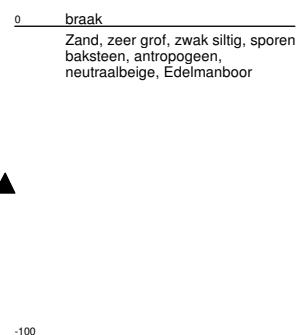 0 braak
Zand, zeer grof, zwak siltig, sporen
baksteen, antropogeen,
neutraalbeige, Edelmanboor
-100